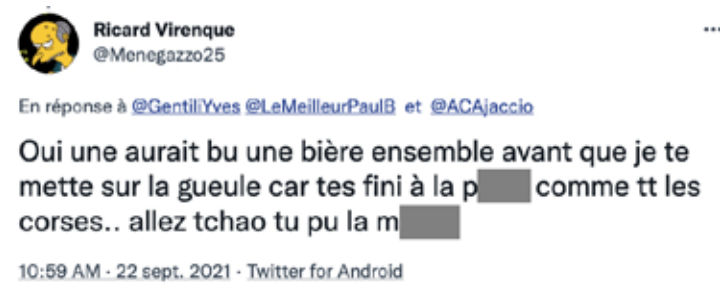 Ricard Virenque
@Menegazzo25
En réponse à @GentiliYves @LeMeilleurPaulB et @ACAjaccio
Oui une aurait bu une bière ensemble avant que je te
mette sur la gueule car tes fini à la p comme tt les
corses.. allez tchao tu pu la m
10:59 AM · 22 sept. 2021 · Twitter for Android